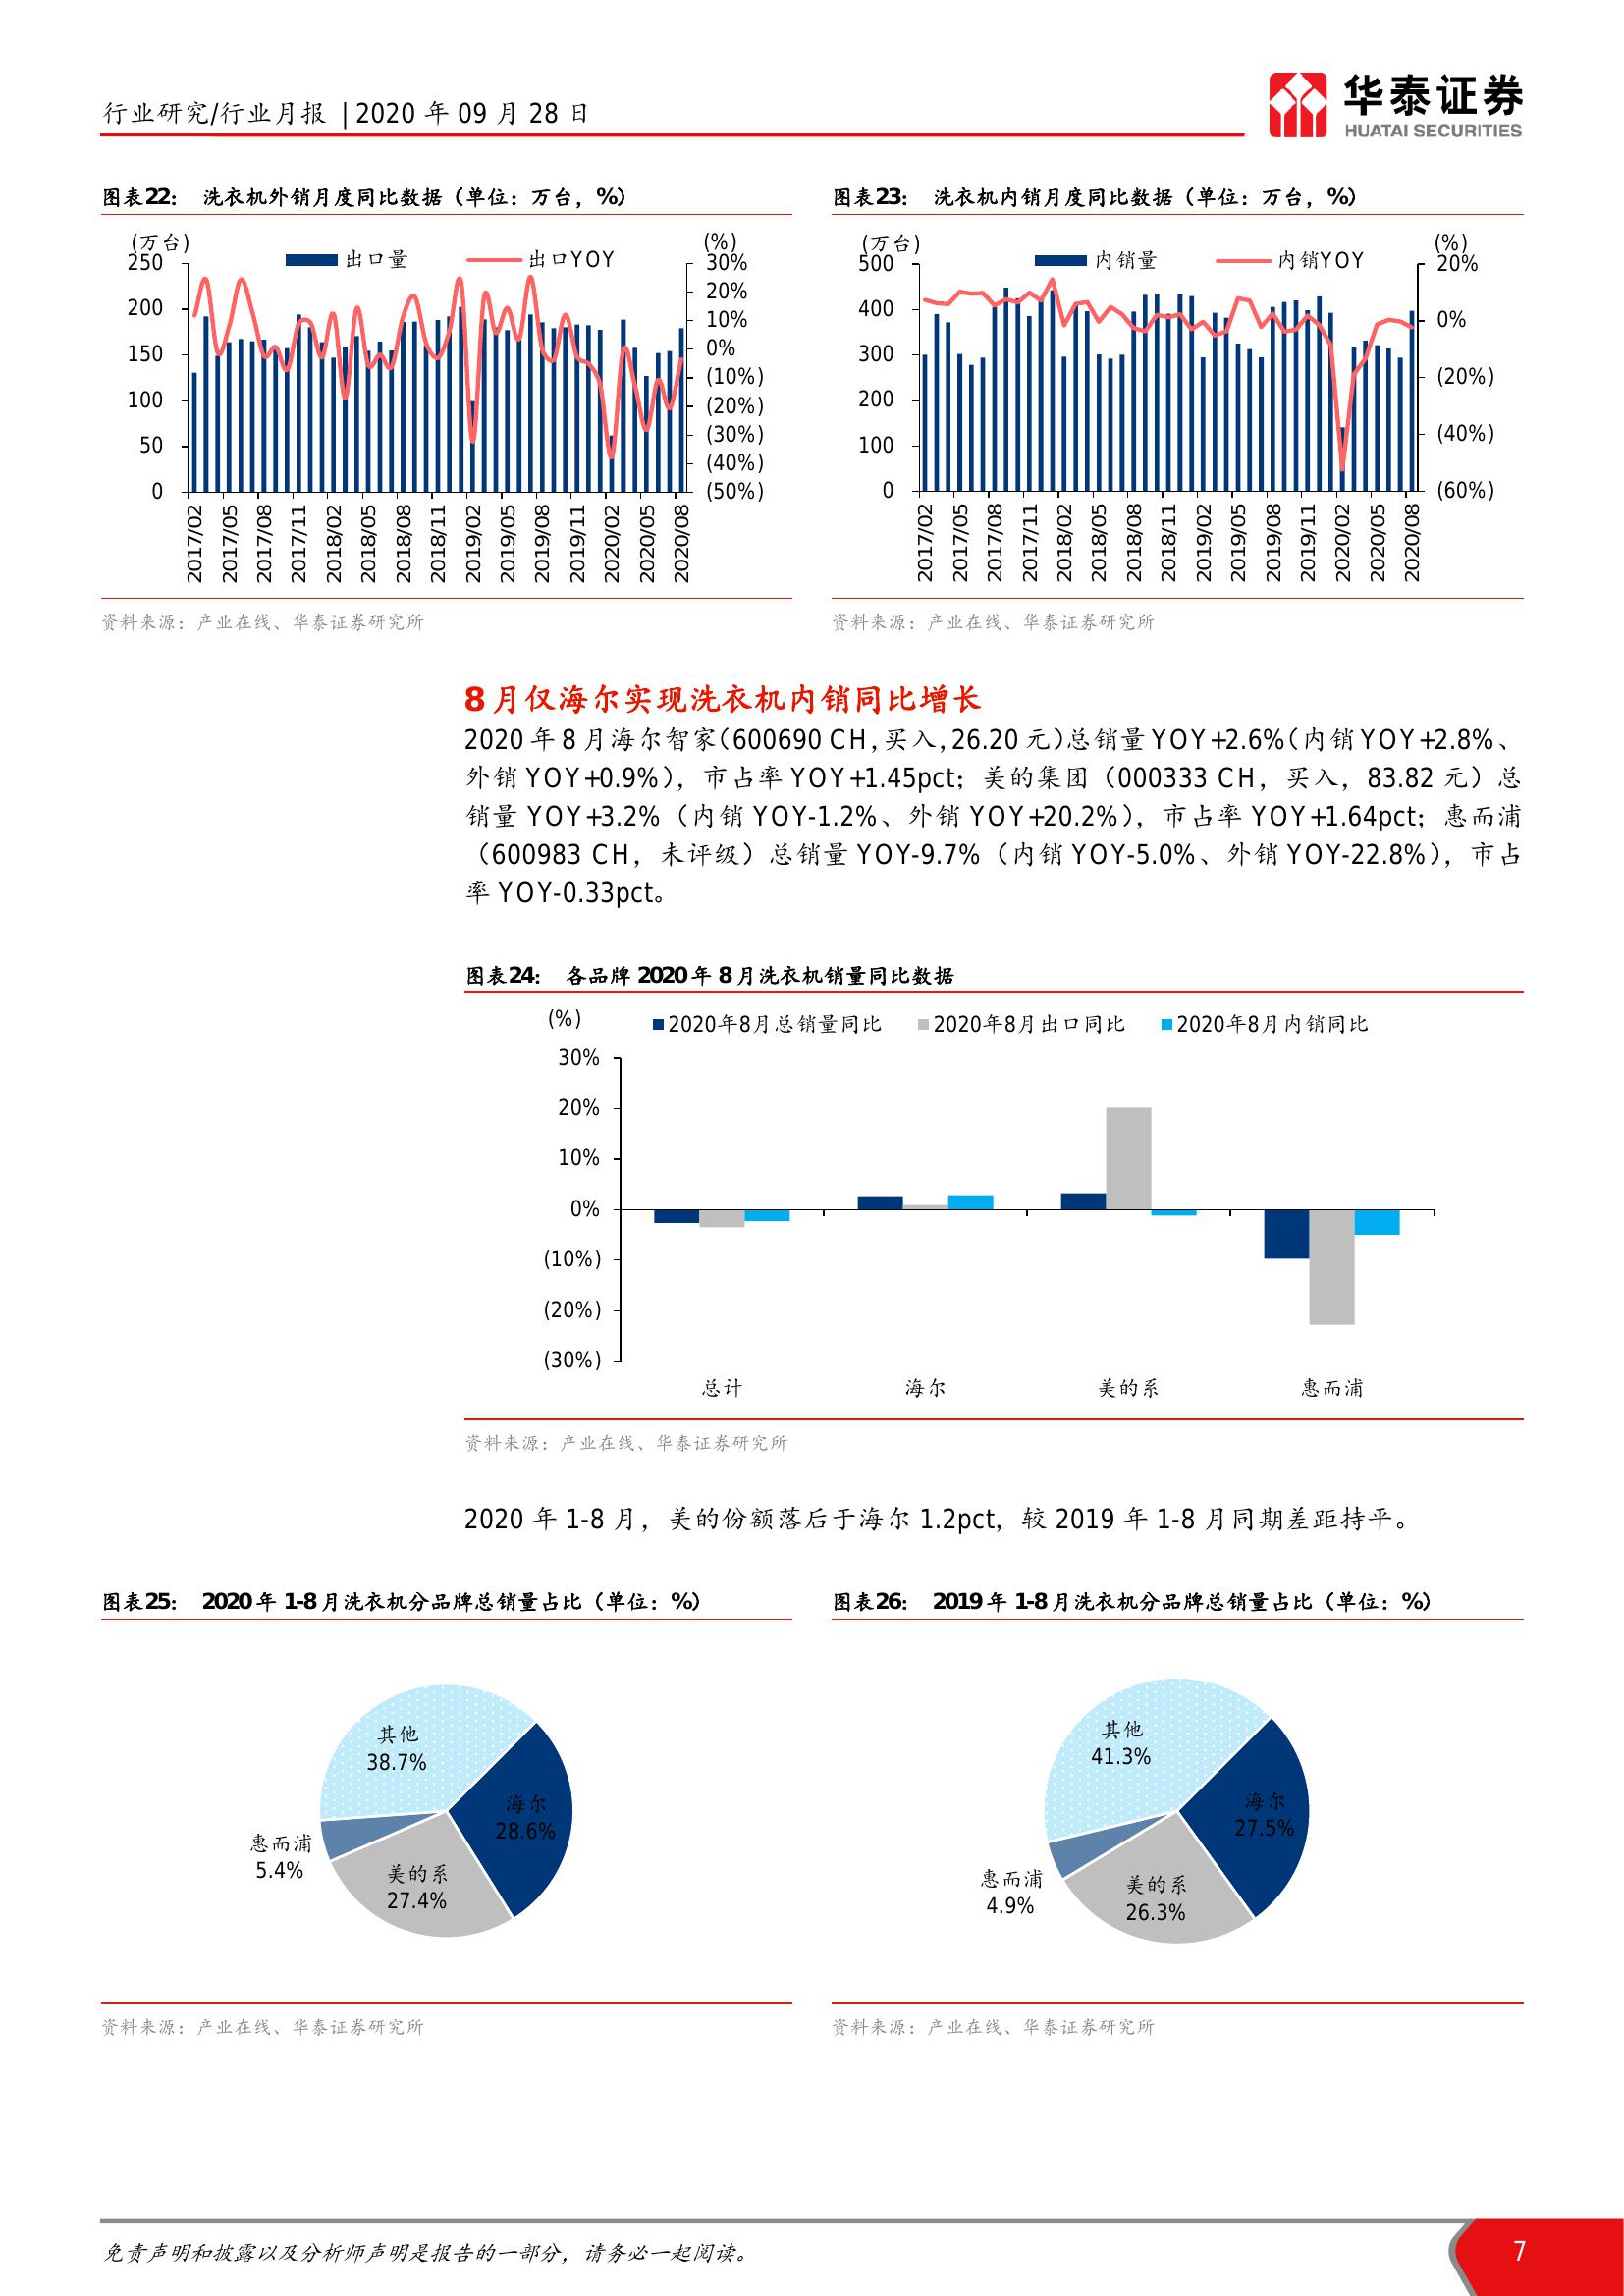 行业研究/行业月报 | 2020 年 09 月 28 日
华泰证券
HUATAI SECURITIES
图表22： 洗衣机外销月度同比数据（单位：万台，%）
(万台)
(%)
出口量
出口YOY
250
200
150
100
50
0
30%
20%
10%
0%
(10%)
(20%)
(30%)
(40%)
(50%)
2017/02
2017/05
2017/08
2017/11
2018/02
2018/05
2018/08
2018/11
2019/02
2019/05
2019/08
2019/11
2020/02
2020/05
2020/08
资料来源：产业在线、华泰证券研究所
图表23： 洗衣机内销月度同比数据（单位：万台，%）
(万台)
(%)
内销量
内销YOY
500
400
300
200
100
0
20%
0%
(20%)
(40%)
(60%)
2017/02
2017/05
2017/08
2017/11
2018/02
2018/05
2018/08
2018/11
2019/02
2019/05
2019/08
2019/11
2020/02
2020/05
2020/08
资料来源：产业在线、华泰证券研究所
8 月仅海尔实现洗衣机内销同比增长
2020 年 8 月海尔智家（600690 CH，买入，26.20 元）总销量 YOY+2.6%（内销 YOY+2.8%、
外销 YOY+0.9%），市占率 YOY+1.45pct；美的集团（000333 CH，买入，83.82 元）总
销量 YOY+3.2%（内销 YOY-1.2%、外销 YOY+20.2%），市占率 YOY+1.64pct；惠而浦
（600983 CH，未评级）总销量 YOY-9.7%（内销 YOY-5.0%、外销 YOY-22.8%），市占
率 YOY-0.33pct。
图表24： 各品牌 2020 年 8 月洗衣机销量同比数据
(%)
2020年8月总销量同比
2020年8月出口同比
2020年8月内销同比
30%
20%
10%
0%
(10%)
(20%)
(30%)
总计
海尔
美的系
惠而浦
资料来源：产业在线、华泰证券研究所
2020 年 1-8 月，美的份额落后于海尔 1.2pct，较 2019 年 1-8 月同期差距持平。
图表25： 2020 年 1-8 月洗衣机分品牌总销量占比（单位：%）
其他
38.7%
海尔
28.6%
惠而浦
5.4%
美的系
27.4%
资料来源：产业在线、华泰证券研究所
图表26： 2019 年 1-8 月洗衣机分品牌总销量占比（单位：%）
其他
41.3%
海尔
27.5%
惠而浦
4.9%
美的系
26.3%
资料来源：产业在线、华泰证券研究所
免责声明和披露以及分析师声明是报告的一部分，请务必一起阅读。
7